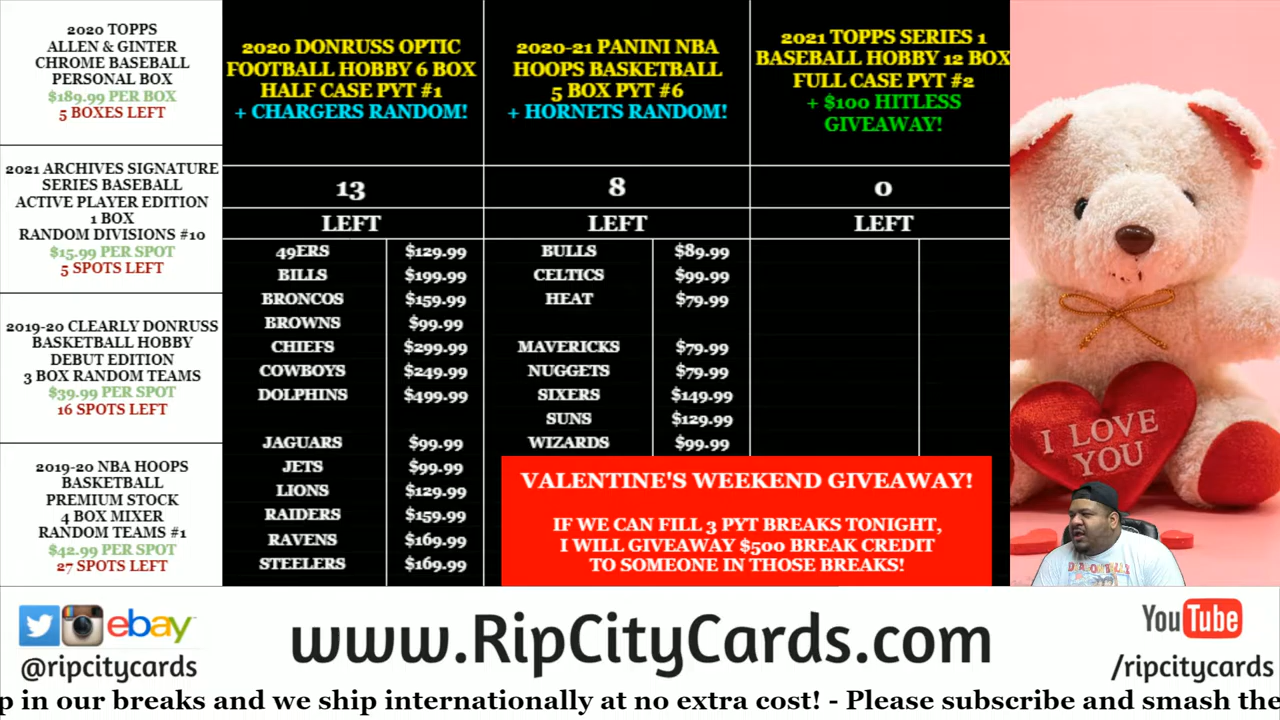 2020 TOPPS
ALLEN & GINTER
CHROME BASEBALL
PERSONAL BOX
$189.99 PER BOX
5 BOXES LEFT
2021 ARCHIVES SIGNATURE
SERIES BASEBALL
ACTIVE PLAYER EDITION
1 BOX
RANDOM DIVISIONS #10
$15.99 PER SPOT
5 SPOTS LEFT
2019-20 CLEARLY DONRUSS
BASKETBALL HOBBY
DEBUT EDITION
3 BOX RANDOM TEAMS
$39.99 PER SPOT
16 SPOTS LEFT
2019-20 NBA HOOPS
BASKETBALL
PREMIUM STOCK
4 BOX MIXER
RANDOM TEAMS #1
$42.99 PER SPOT
27 SPOTS LEFT
2020 DONRUSS OPTIC
FOOTBALL HOBBY 6 BOX
HALF CASE PYT #1
+ CHARGERS RANDOM!
13
LEFT
49ERS $129.99
BILLS $199.99
BRONCOS $159.99
BROWNS $99.99
CHIEFS $299.99
COWBOYS $249.99
DOLPHINS $499.99
JAGUARS $99.99
JETS $99.99
LIONS $129.99
RAIDERS $159.99
RAVENS $169.99
STEELERS $169.99
2020-21 PANINI NBA
HOOPS BASKETBALL
5 BOX PYT #6
+ HORNETS RANDOM!
8
LEFT
BULLS $89.99
CELTICS $99.99
HEAT $79.99
MAVERICKS $79.99
NUGGETS $79.99
SIXERS $149.99
SUNS $129.99
WIZARDS $99.99
2021 TOPPS SERIES 1
BASEBALL HOBBY 12 BOX
FULL CASE PYT #2
+ $100 HITLESS
GIVEAWAY!
0
LEFT
VALENTINE'S WEEKEND GIVEAWAY!
IF WE CAN FILL 3 PYT BREAKS TONIGHT,
I WILL GIVEAWAY $500 BREAK CREDIT
TO SOMEONE IN THOSE BREAKS!
I LOVE
YOU
ebay
@ripcitycards
www.RipCityCards.com
YouTube
/ripcitycards
p in our breaks and we ship internationally at no extra cost! - Please subscribe and smash the